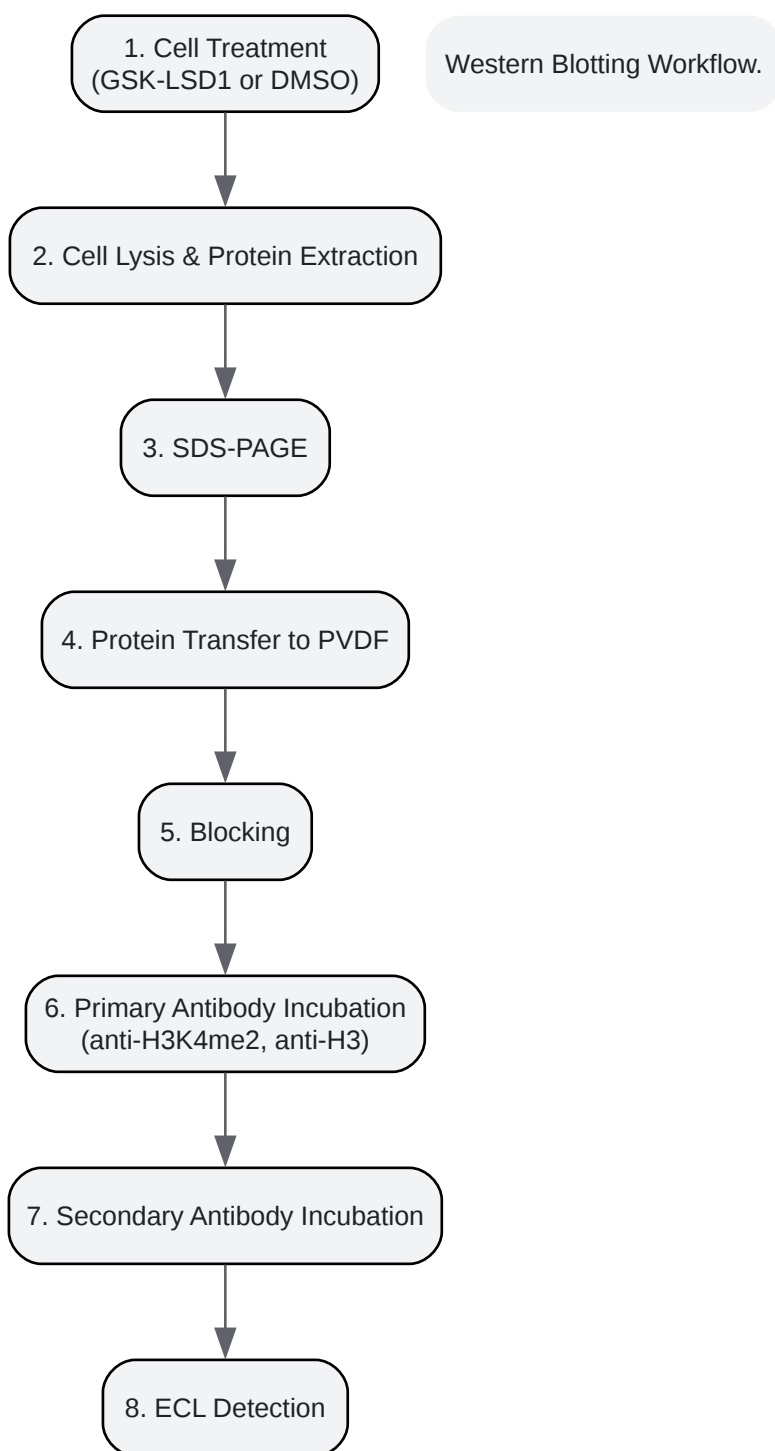 1. Cell Treatment
(GSK-LSD1 or DMSO)
Western Blotting Workflow.
2. Cell Lysis & Protein Extraction
3. SDS-PAGE
4. Protein Transfer to PVDF
5. Blocking
6. Primary Antibody Incubation
(anti-H3K4me2, anti-H3)
7. Secondary Antibody Incubation
8. ECL Detection